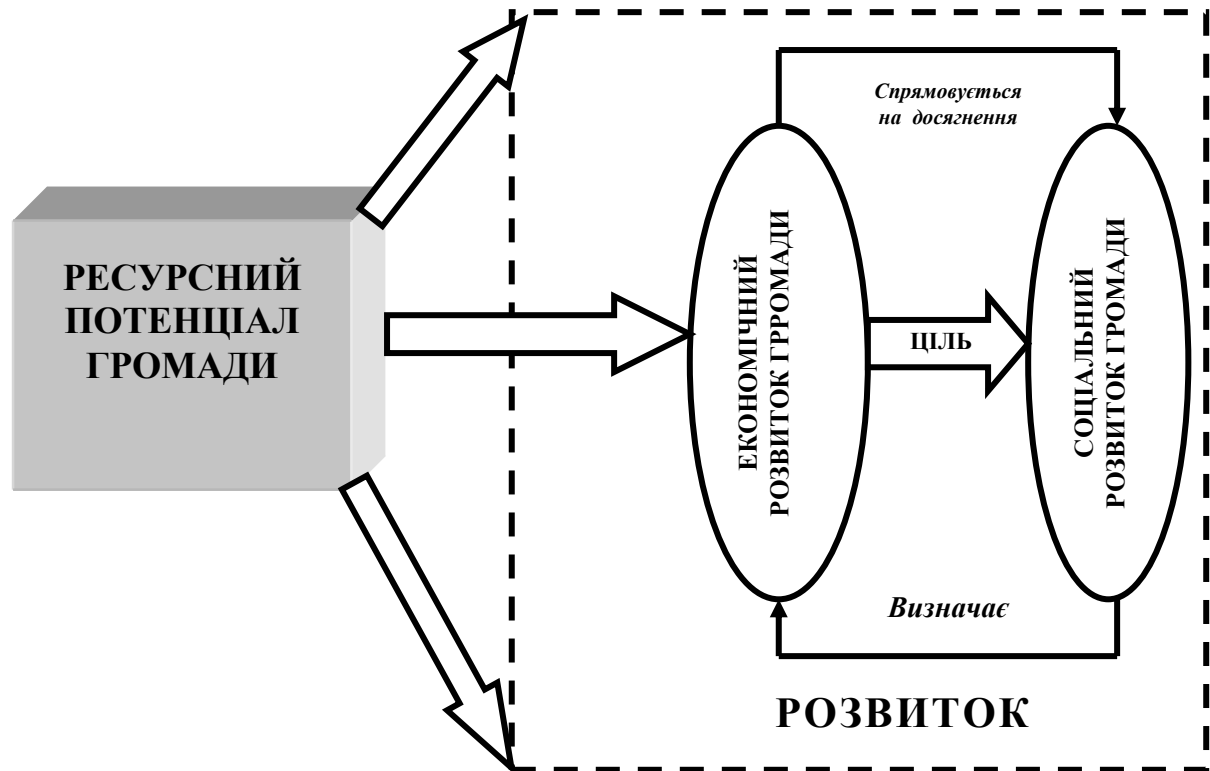 РЕСУРСНИЙ
ПОТЕНЦІАЛ
ГРОМАДИ
Спрямовується
на досягнення
ЕКОНОМІЧНИЙ
РОЗВИТОК ГРРОМАДИ
ЦІЛЬ
СОЦІАЛЬНИЙ
РОЗВИТОК ГРОМАДИ
Визначає
РОЗВИТОК